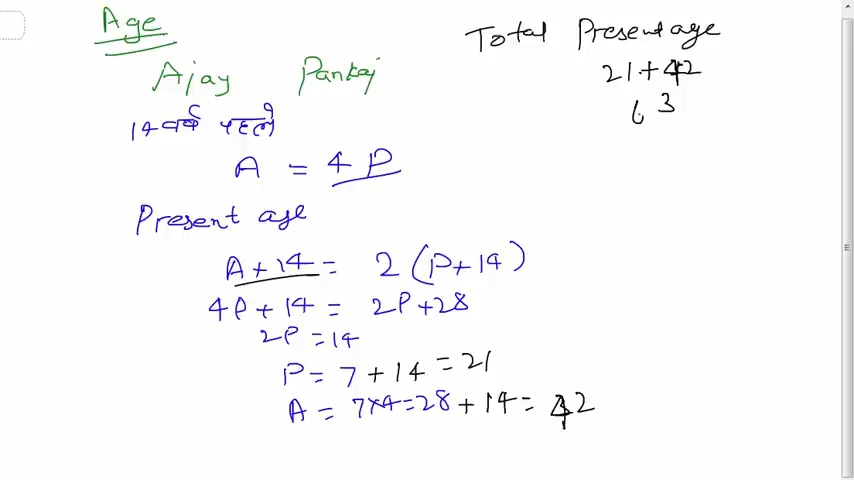 Age
Ajay Pankaj
14 वर्ष पहले
A = 4 P
Present age
A + 14 = 2 (P+14)
4P + 14 = 2P + 28
2P = 14
P = 7 + 14 = 21
A = 7×4 = 28 + 14 = 42
Total Present age
21 + 42
63